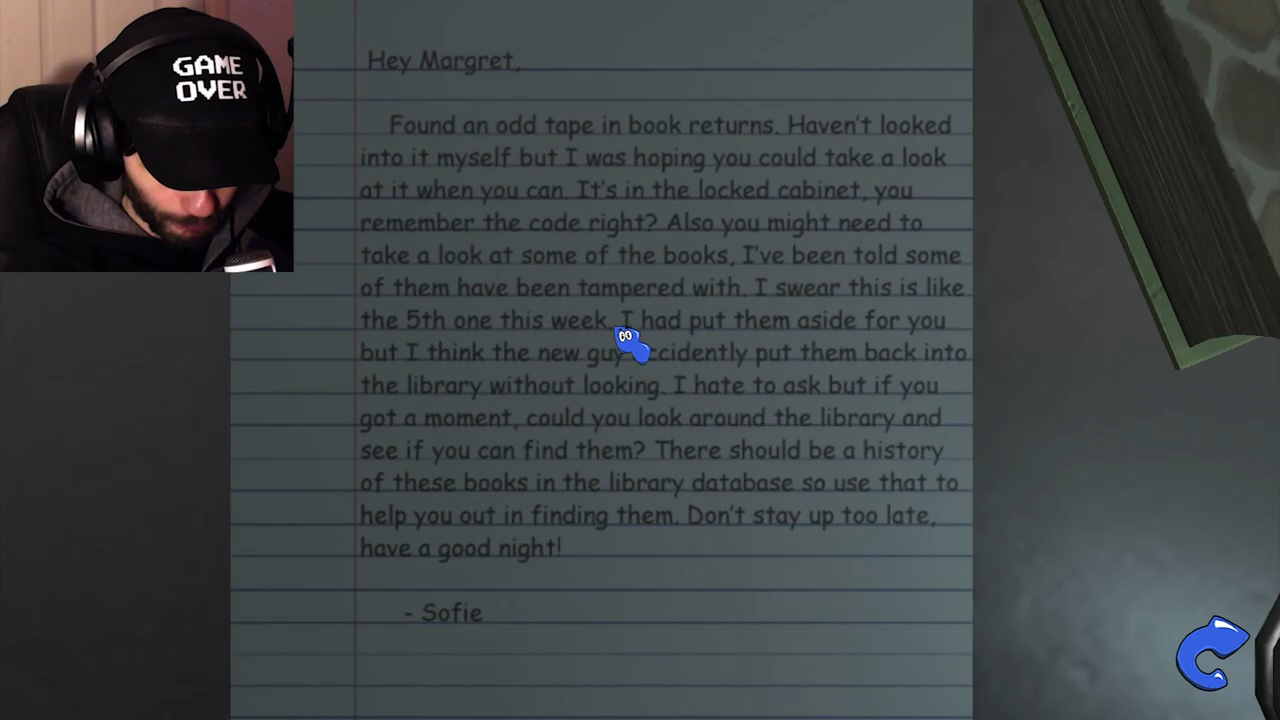 GAME
OVER
Hey Margret,
Found an odd tape in book returns. Haven't looked
into it myself but I was hoping you could take a look
at it when you can. It's in the locked cabinet, you
remember the code right? Also you might need to
take a look at some of the books, I've been told some
of them have been tampered with. I swear this is like
the 5th one this week. I had put them aside for you
but I think the new guy accidently put them back into
the library without looking. I hate to ask but if you
got a moment, could you look around the library and
see if you can find them? There should be a history
of these books in the library database so use that to
help you out in finding them. Don't stay up too late,
have a good night!
- Sofie